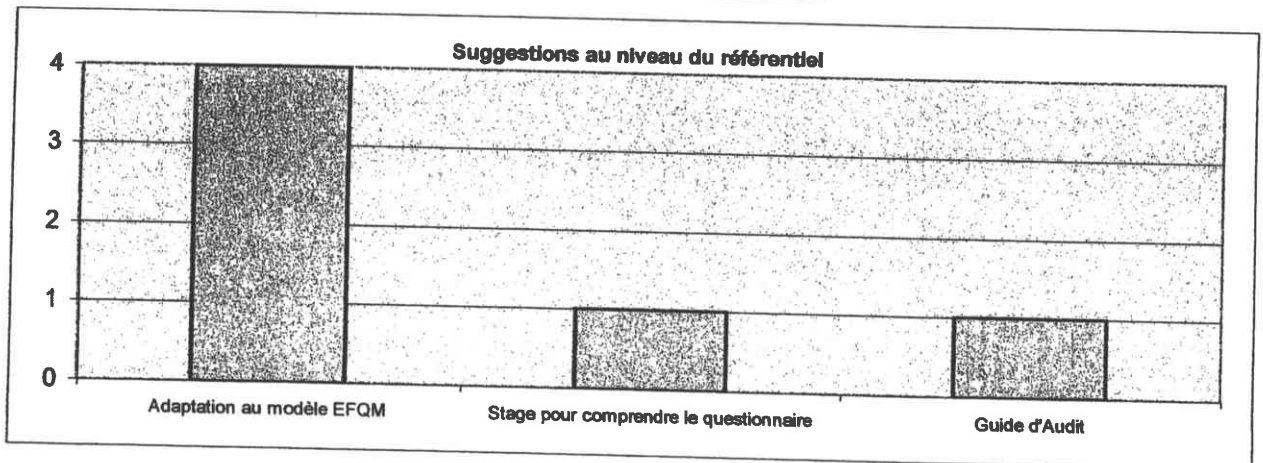 Suggestions au niveau du référentiel
4
3
2
1
0
Adaptation au modèle EFQM
Stage pour comprendre le questionnaire
Guide d'Audit